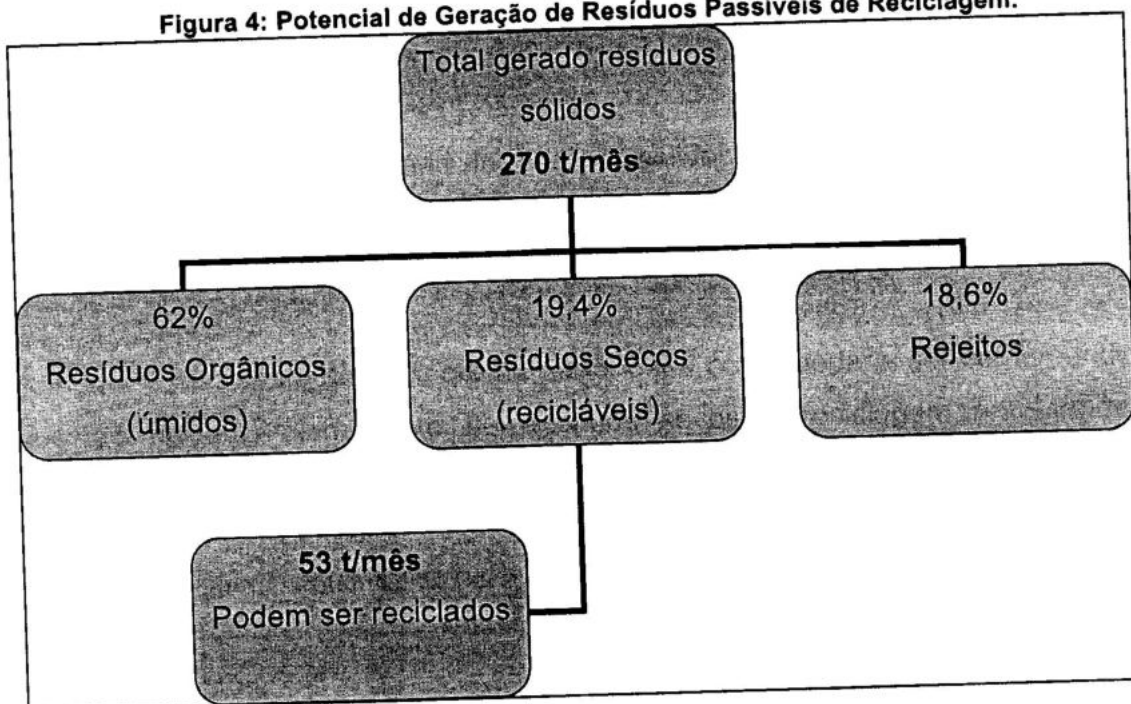 Figura 4: Potencial de Geração de Resíduos Passíveis de Reciclagem.
Total gerado resíduos
sólidos
270 t/mês
62%
Resíduos Orgânicos
(úmidos)
19,4%
Resíduos Secos
(recicláveis)
18,6%
Rejeitos
53 t/mês
Podem ser reciclados